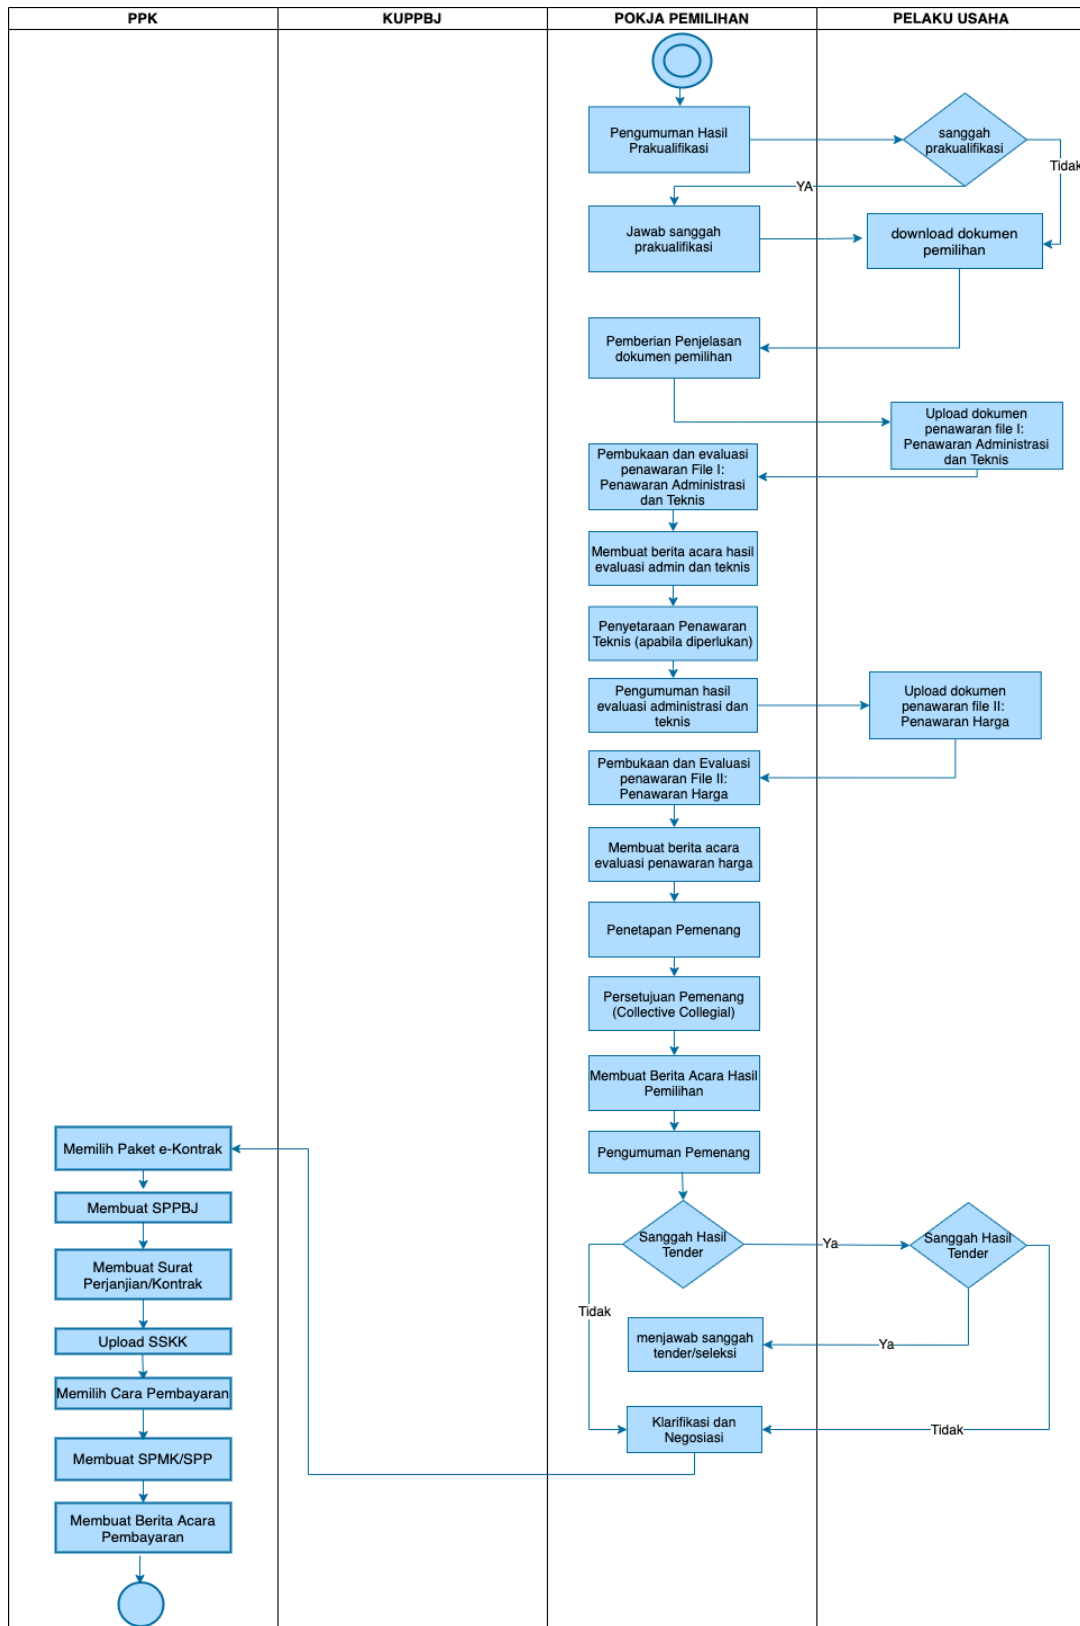 PPK
KUPPBJ
POKJA PEMILIHAN
PELAKU USAHA
Pengumuman Hasil
Prakualifikasi
sanggah
prakualifikasi
Tidak
YA
Jawab sanggah
prakualifikasi
download dokumen
pemilihan
Pemberian Penjelasan
dokumen pemilihan
Upload dokumen
penawaran file I:
Penawaran Administrasi
dan Teknis
Pembukaan dan evaluasi
penawaran File I:
Penawaran Administrasi
dan Teknis
Membuat berita acara hasil
evaluasi admin dan teknis
Penyetaraan Penawaran
Teknis (apabila diperlukan)
Pengumuman hasil
evaluasi administrasi dan
teknis
Upload dokumen
penawaran file II:
Penawaran Harga
Pembukaan dan Evaluasi
penawaran File II:
Penawaran Harga
Membuat berita acara
evaluasi penawaran harga
Penetapan Pemenang
Persetujuan Pemenang
(Collective Collegial)
Membuat Berita Acara Hasil
Pemilihan
Pengumuman Pemenang
Memilih Paket e-Kontrak
Membuat SPPBJ
Sanggah Hasil
Tender
Ya
Sanggah Hasil
Tender
Membuat Surat
Perjanjian/Kontrak
Tidak
Upload SSKK
menjawab sanggah
tender/seleksi
Ya
Memilih Cara Pembayaran
Klarifikasi dan
Negosiasi
Tidak
Membuat SPMK/SPP
Membuat Berita Acara
Pembayaran